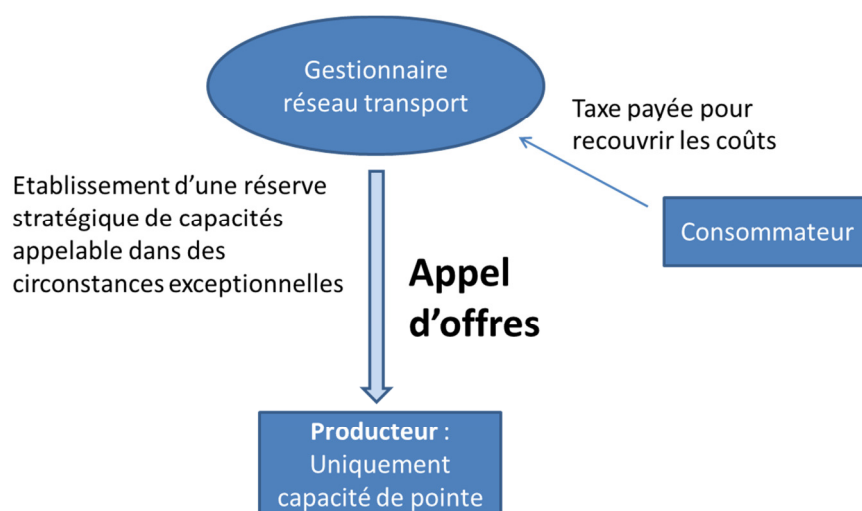 Gestionnaire
réseau transport
Taxe payée pour
recouvrir les coûts
Etablissement d'une réserve
stratégique de capacités
appelable dans des
circonstances exceptionnelles
Consommateur
Appel
d'offres
Producteur :
Uniquement
capacité de pointe